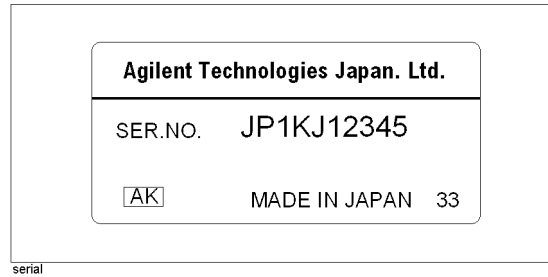 Agilent Technologies Japan. Ltd.
SER.NO. JP1KJ12345
AK MADE IN JAPAN 33
serial